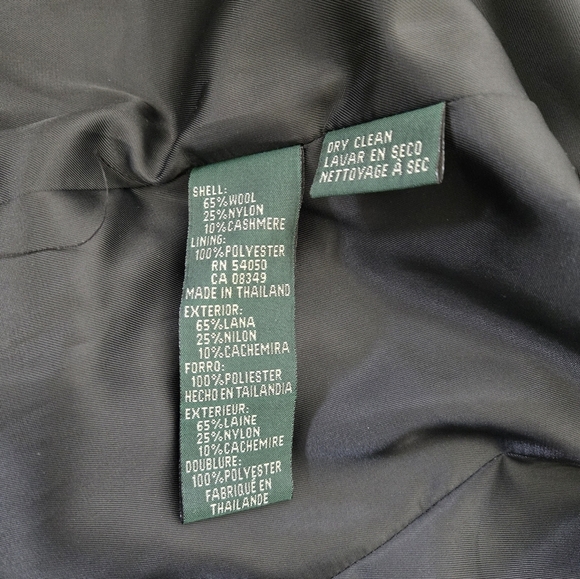 DRY CLEAN
LAVAR EN SECO
NETTOYAGE À SEC
SHELL:
65%WOOL
25%NYLON
10%CASHMERE
LINING:
100%POLYESTER
RN 54050
CA 08349
MADE IN THAILAND
EXTERIOR:
65%LANA
25%NILON
10%CACHEMIRA
FORRO:
100%POLIESTER
HECHO EN TAILANDIA
EXTERIEUR:
65%LAINE
25%NYLON
10%CACHEMIRE
DOUBLURE:
100%POLYESTER
FABRIQUÉ EN
THAILANDE